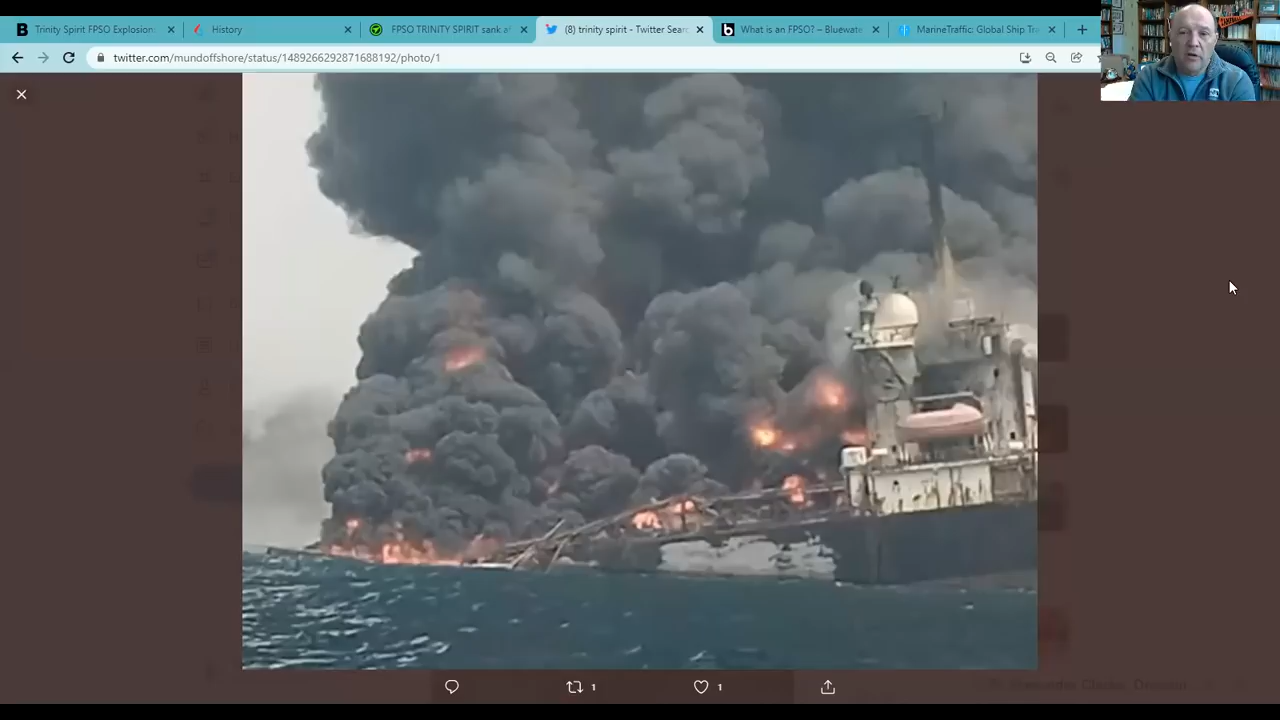 Trinity Spirit FPSO Explosion
History
FPSO TRINITY SPIRIT sank af
(8) trinity spirit - Twitter Sear
What is an FPSO? – Bluewate
MarineTraffic: Global Ship Tra
twitter.com/mundoffshore/status/1489266292871688192/photo/1
1
1